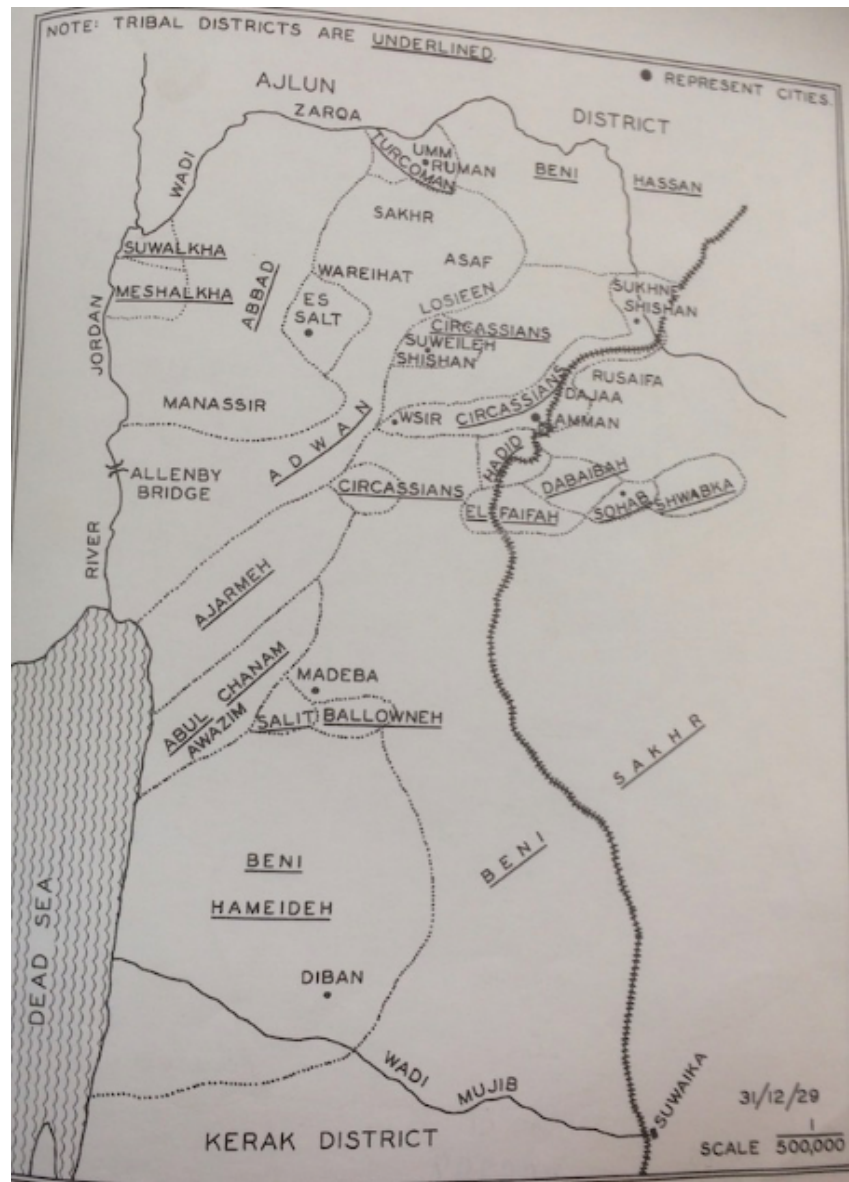 NOTE: TRIBAL DISTRICTS ARE UNDERLINED.
● REPRESENT CITIES.
AJLUN
DISTRICT
ZARQA
WADI
UMM
RUMAN
TURCOMAN
BENI
HASSAN
SAKHR
SUWALKHA
MESHALKHA
ABBAD
WAREIHAT
ASAF
LOSIEEN
SUKHNE
SHISHAN
ES
SALT
CIRCASSIANS
SUWEILEH
SHISHAN
JORDAN
RUSAIFA
DAJAA
MANASSIR
WSIR
CIRCASSIANS
AMMAN
ADWAN
HADID
ALLENBY
BRIDGE
CIRCASSIANS
DABAIBAH
EL FAIFAH
SOHAB
SHWABKA
RIVER
AJARMEH
MADEBA
ABUL CHANAM
AWAZIM
SALIT
BALLOWNEH
SAKHR
BENI
BENI
HAMEIDEH
DEAD SEA
DIBAN
WADI
MUJIB
SUWAIKA
31/12/29
KERAK DISTRICT
SCALE 1
500,000